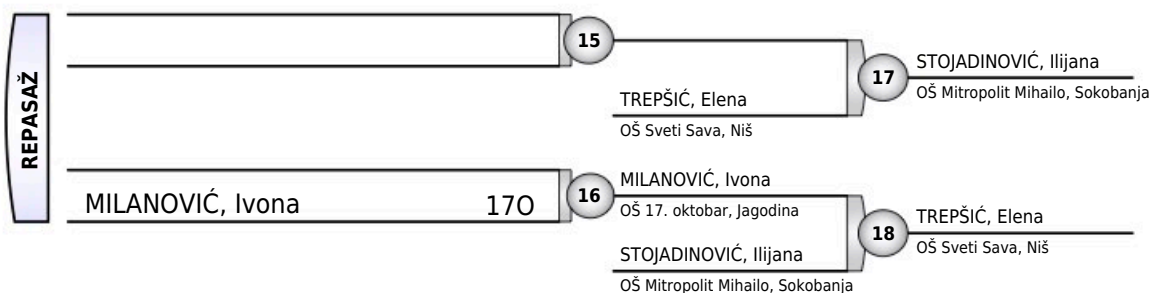 REPASAŽ
15
TREPŠIĆ, Elena
OŠ Sveti Sava, Niš
17
STOJADINOVIĆ, Ilijana
OŠ Mitropolit Mihailo, Sokobanja
MILANOVIĆ, Ivona 17O
16
MILANOVIĆ, Ivona
OŠ 17. oktobar, Jagodina
STOJADINOVIĆ, Ilijana
OŠ Mitropolit Mihailo, Sokobanja
18
TREPŠIĆ, Elena
OŠ Sveti Sava, Niš